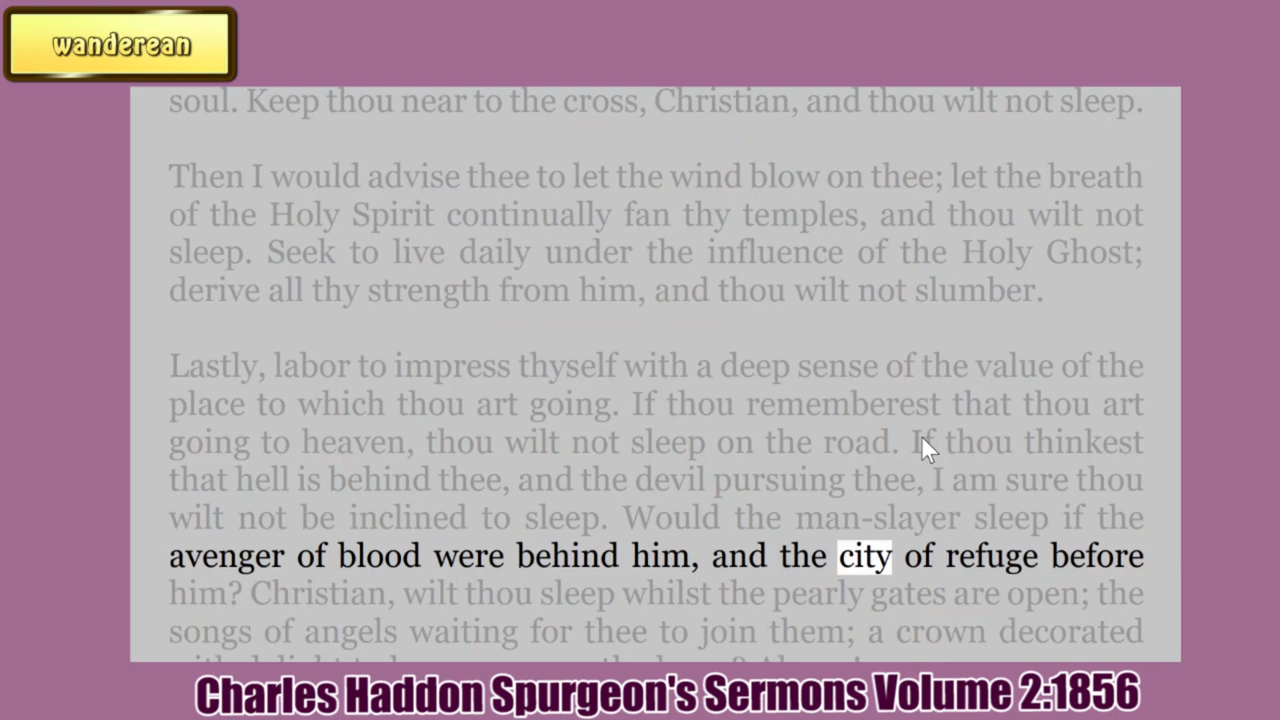 wanderean
soul. Keep thou near to the cross, Christian, and thou wilt not sleep.
Then I would advise thee to let the wind blow on thee; let the breath
of the Holy Spirit continually fan thy temples, and thou wilt not
sleep. Seek to live daily under the influence of the Holy Ghost;
derive all thy strength from him, and thou wilt not slumber.
Lastly, labor to impress thyself with a deep sense of the value of the
place to which thou art going. If thou rememberest that thou art
going to heaven, thou wilt not sleep on the road. If thou thinkest
that hell is behind thee, and the devil pursuing thee, I am sure thou
wilt not be inclined to sleep. Would the man-slayer sleep if the
avenger of blood were behind him, and the city of refuge before
him? Christian, wilt thou sleep whilst the pearly gates are open; the
songs of angels waiting for thee to join them; a crown decorated
Charles Haddon Spurgeon's Sermons Volume 2:1856